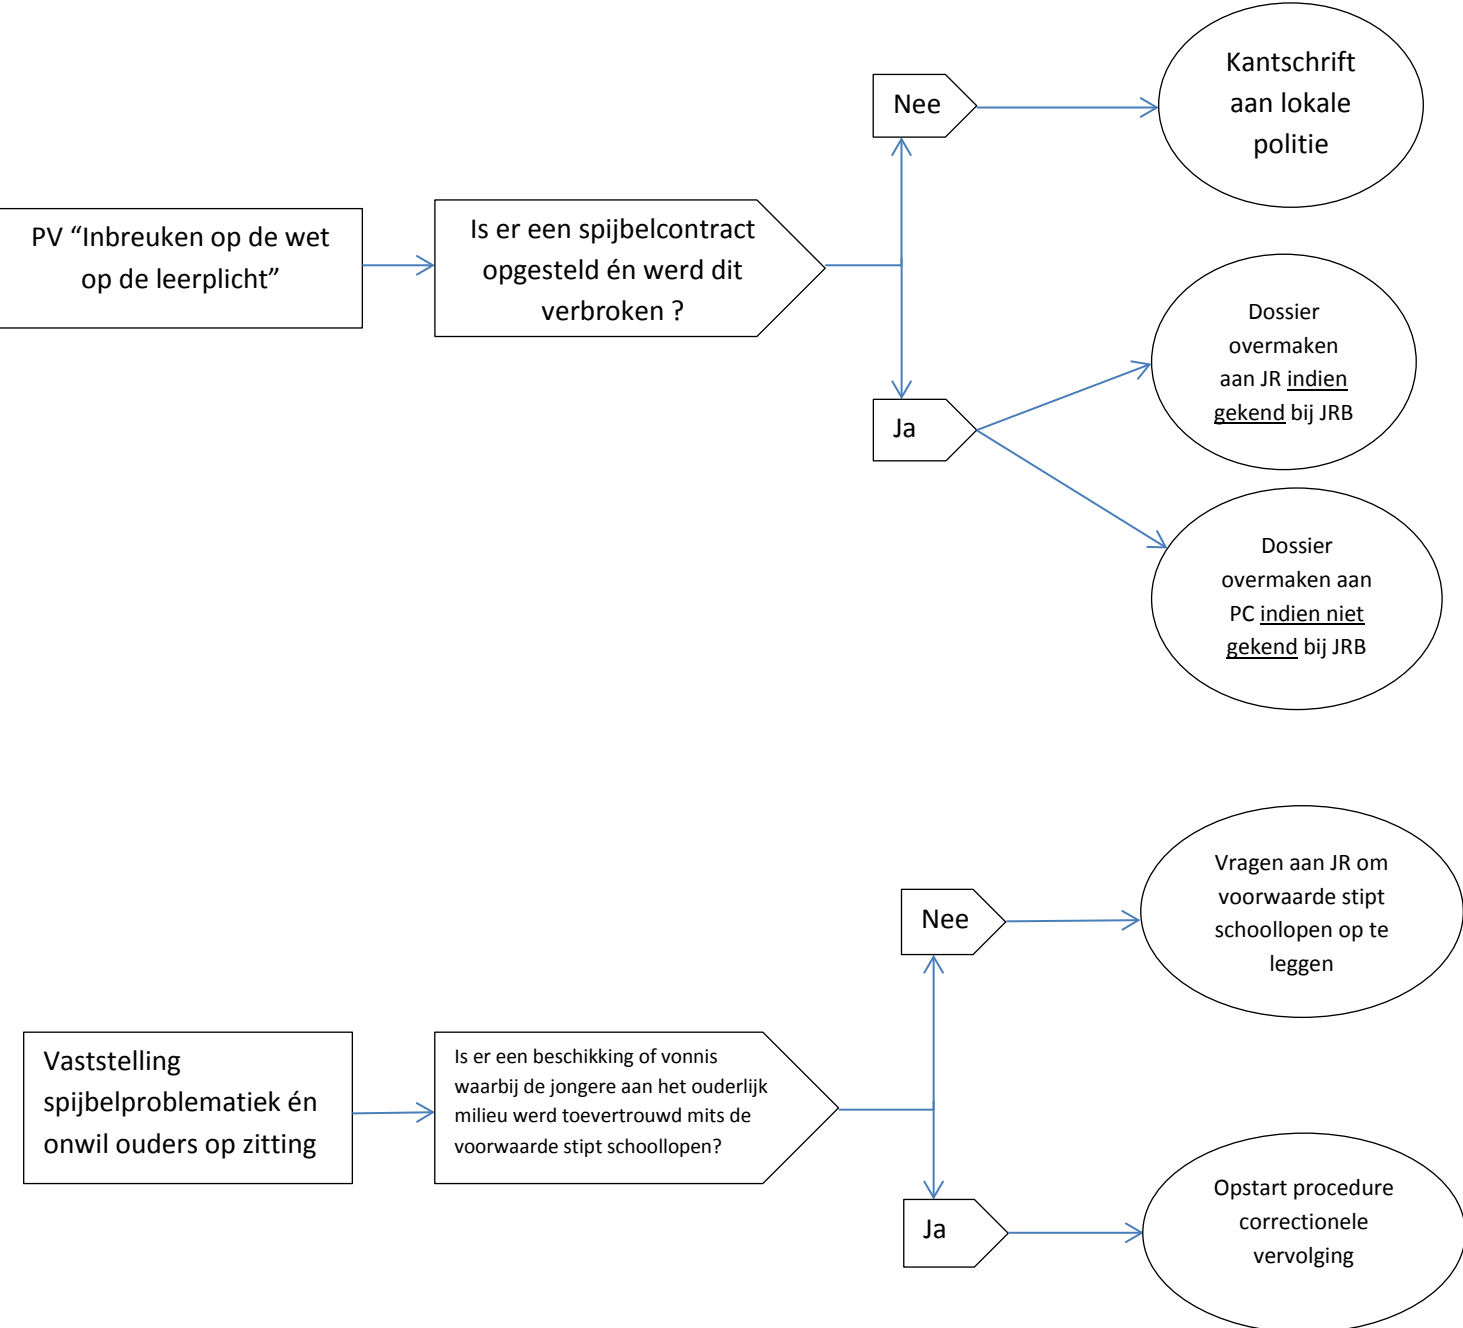 PV “Inbreuken op de wet
op de leerplicht”
Is er een spijbelcontract
opgesteld én werd dit
verbroken ?
Nee
Kantschrift
aan lokale
politie
Ja
Dossier
overmaken
aan JR indien
gekend bij JRB
Dossier
overmaken aan
PC indien niet
gekend bij JRB
Vaststelling
spijbelproblematiek én
onwil ouders op zitting
Is er een beschikking of vonnis
waarbij de jongere aan het ouderlijk
milieu werd toevertrouwd mits de
voorwaarde stipt schoollopen?
Nee
Vragen aan JR om
voorwaarde stipt
schoollopen op te
leggen
Ja
Opstart procedure
correctionele
vervolging